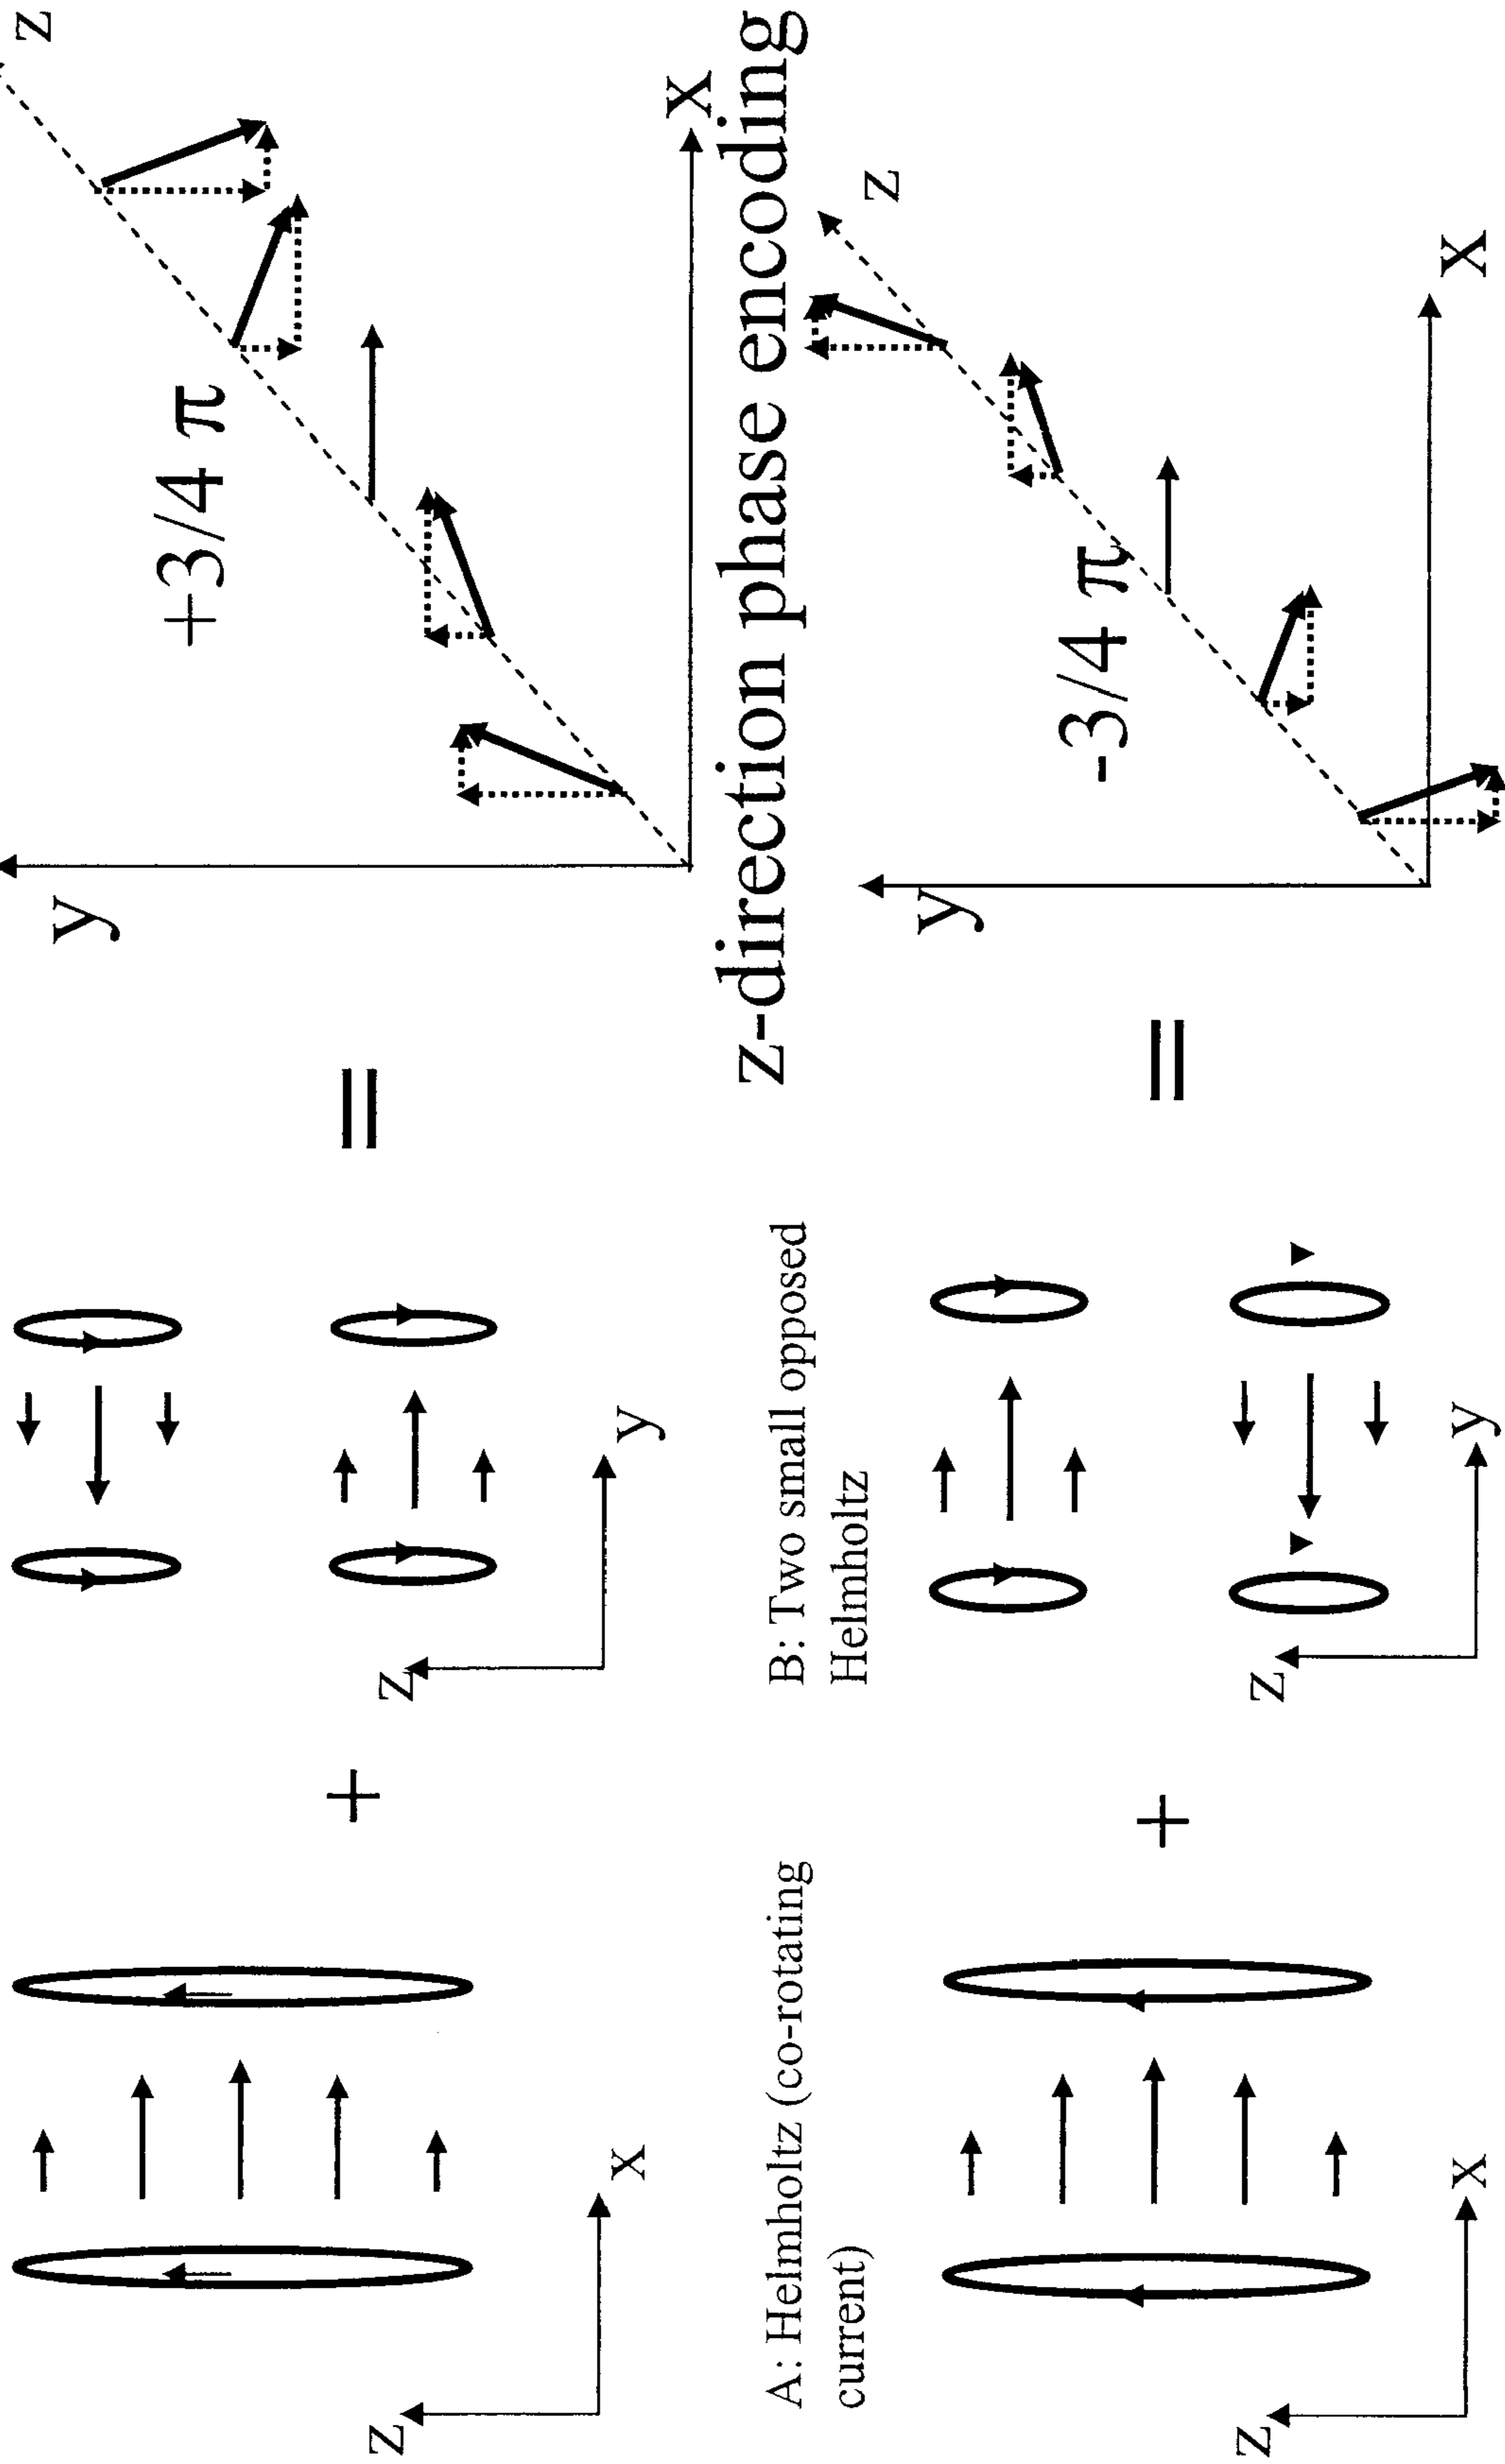 z
x
+
z
y
=
y
+3/4 π
z
x
A: Helmholtz (co-rotating
current)
B: Two small opposed
Helmholtz
z-direction phase encoding
z
x
+
z
y
=
y
-3/4 π
z
x